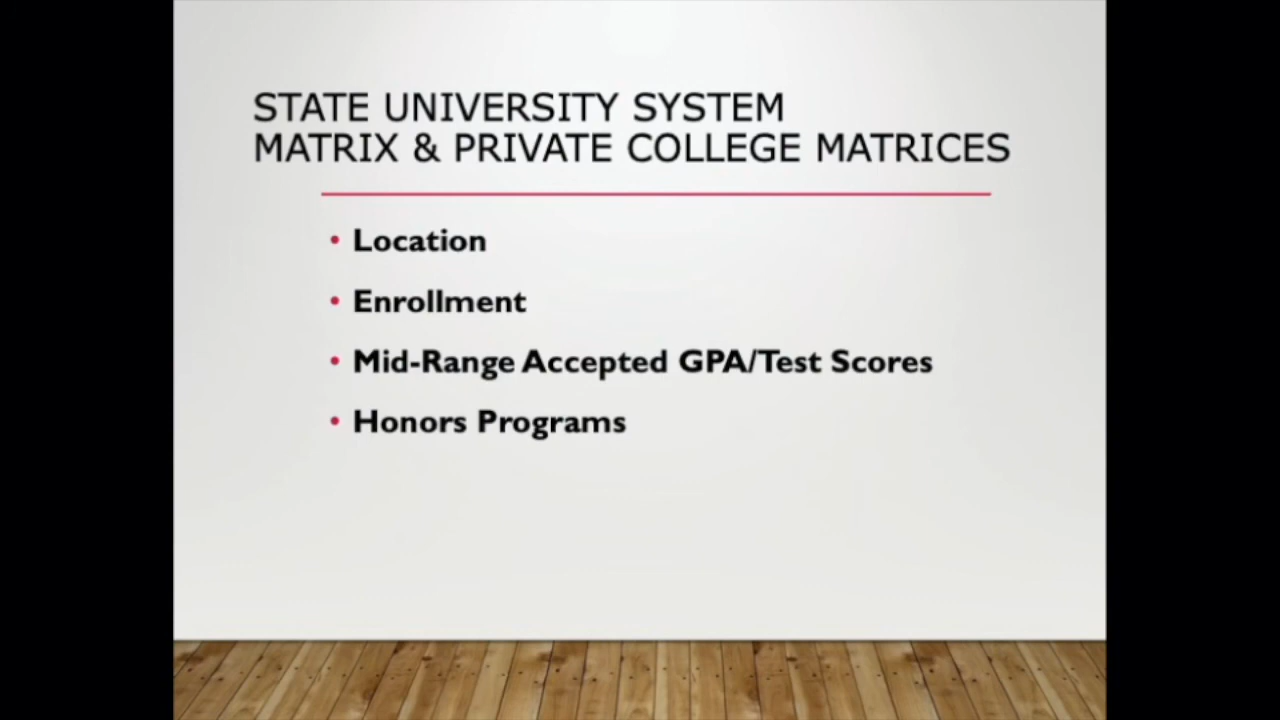 STATE UNIVERSITY SYSTEM
MATRIX & PRIVATE COLLEGE MATRICES
• Location
• Enrollment
• Mid-Range Accepted GPA/Test Scores
• Honors Programs